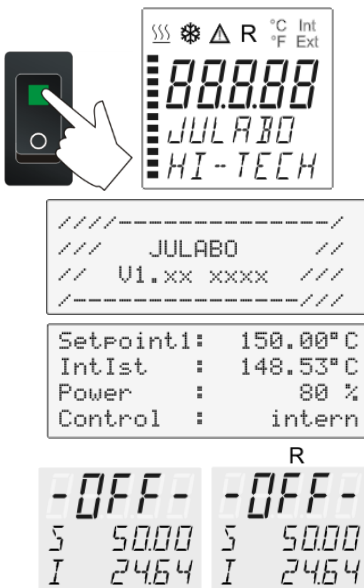 R °C Int
°F Ext
88888
JULABO
HI-TECH
////---------------/
/// JULABO //
// V1.xx xxxx ///
/---------------///
Setpoint1: 150.00°C
IntIst : 148.53°C
Power : 80 %
Control : intern
R
-OFF- -OFF-
S 50.00 S 50.00
I 24.64 I 24.64